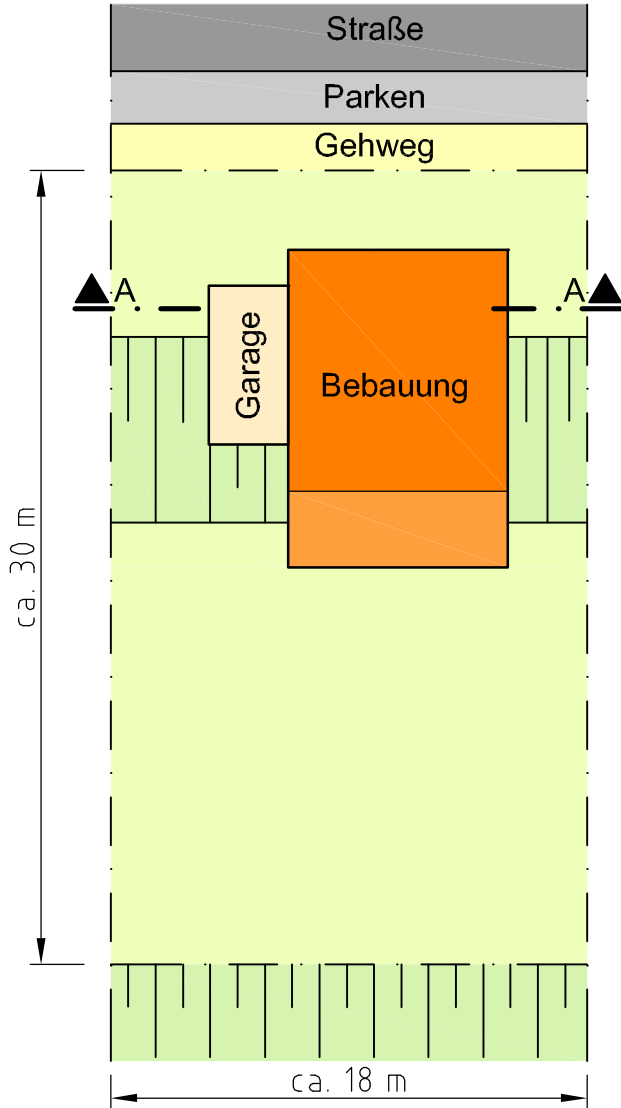 Straße
Parken
Gehweg
A
A
Garage
Bebauung
ca. 30 m
ca. 18 m